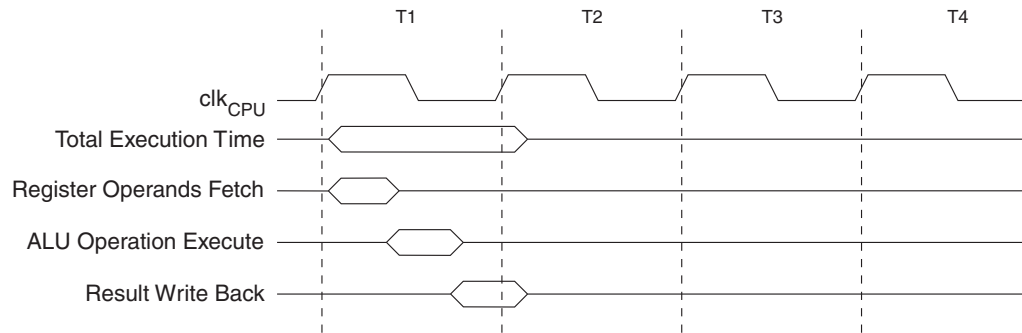 T1 T2 T3 T4
clkCPU
Total Execution Time
Register Operands Fetch
ALU Operation Execute
Result Write Back